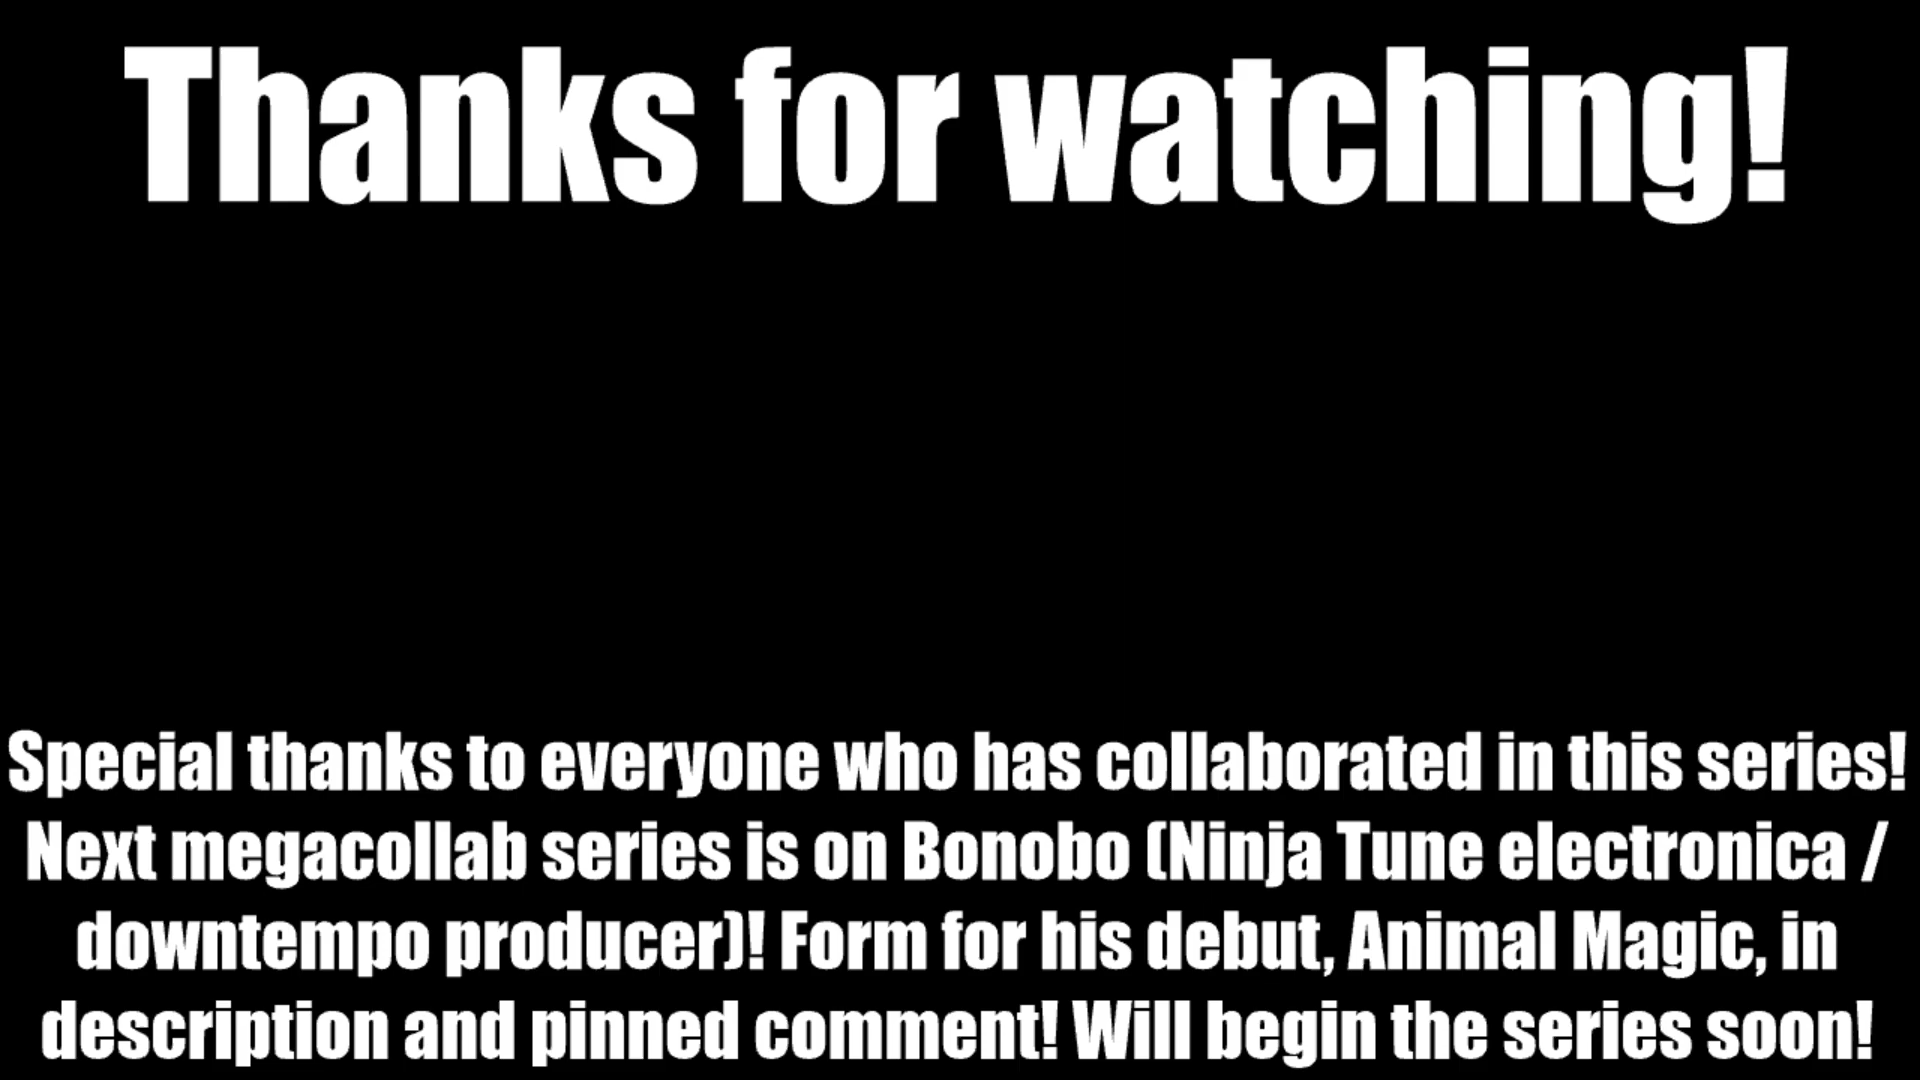 Thanks for watching!
Special thanks to everyone who has collaborated in this series!
Next megacollab series is on Bonobo (Ninja Tune electronica /
downtempo producer)! Form for his debut, Animal Magic, in
description and pinned comment! Will begin the series soon!